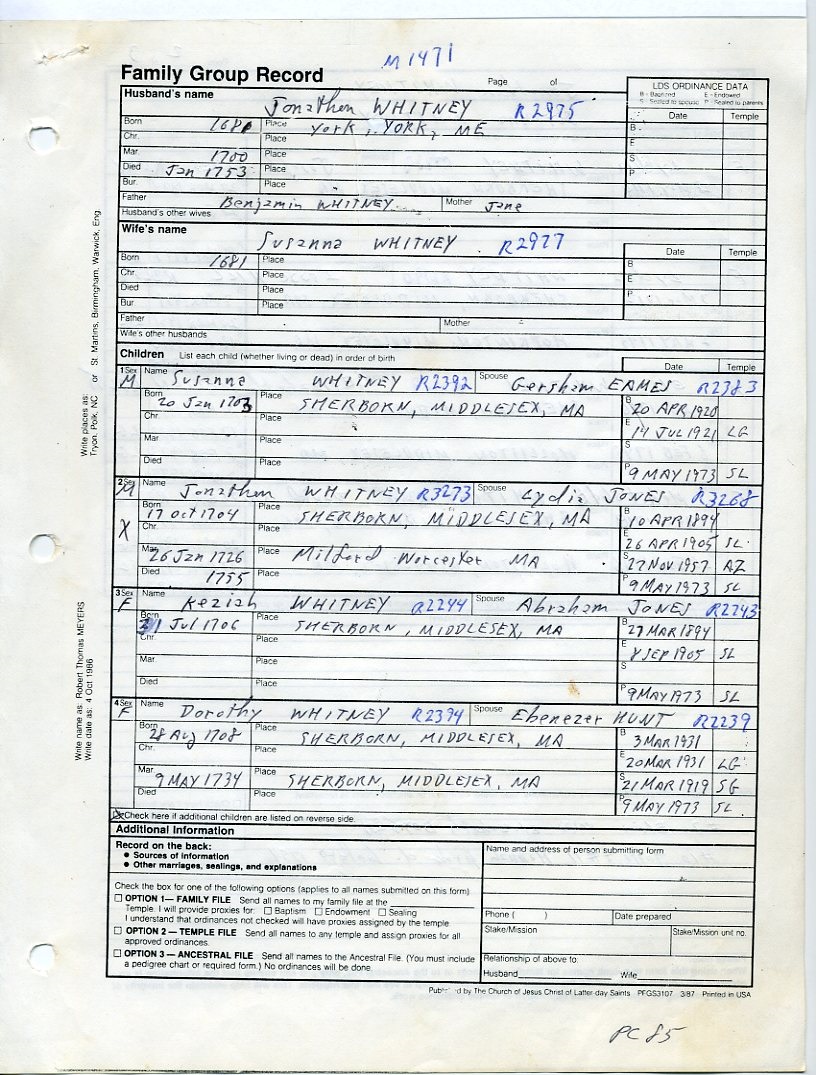 M1471
Family Group Record
Page of
LDS ORDINANCE DATA
B - Baptized E - Endowed
S - Sealed to spouse P - Sealed to parents
Husband's name
Jonathen WHITNEY R2975
Date Temple
Born 168 Place York, YORK, ME B
Chr. Place E
Mar. 1700 Place S
Died Jan 1753 Place P
Bur. Place
Father Benjamin WHITNEY Mother Jane
Husband's other wives
Wife's name
Susanna WHITNEY R2977
Date Temple
Born 1681 Place B
Chr. Place E
Died Place P
Bur Place
Father Mother
Wife's other husbands
Children List each child (whether living or dead) in order of birth
Date Temple
1 Sex M Name Susanna WHITNEY R2392 Spouse Gersham EAMES R2383
Born 20 Jan 1703 Place SHERBORN, MIDDLESEX, MA B 20 APR 1920
Chr. Place E 14 JUL 1921 LG
Mar Place S
Died Place P 9 MAY 1973 SL
2 Sex M Name Jonathan WHITNEY R3273 Spouse Lydia JONES R3268
Born 17 Oct 1704 Place SHERBORN, MIDDLESEX, MA B 10 APR 1894
X Chr. Place E 26 APR 1905 SL
Mar 26 Jan 1726 Place Milford Worcester MA S 27 NOV 1957 AZ
Died 1755 Place P 9 MAY 1973 SL
3 Sex F Name Keziah WHITNEY R2244 Spouse Abraham JONES R2243
Born 31 Jul 1706 Place SHERBORN, MIDDLESEX, MA B 27 MAR 1894
Chr. Place E 8 SEP 1905 SL
Mar. Place S
Died Place P 9 MAY 1973 SL
4 Sex F Name Dorothy WHITNEY R2394 Spouse Ebenezer HUNT R2239
Born 28 Aug 1708 Place SHERBORN, MIDDLESEX, MA B 3 MAR 1931
Chr. Place E 20 MAR 1931 LG
Mar 9 MAY 1734 Place SHERBORN, MIDDLESEX, MA S 21 MAR 1919 SG
Died Place P 9 MAY 1973 SL
Check here if additional children are listed on reverse side.
Additional Information
Record on the back:
• Sources of information
• Other marriages, sealings, and explanations
Check the box for one of the following options (applies to all names submitted on this form)
☐ OPTION 1— FAMILY FILE Send all names to my family file at the
Temple. I will provide proxies for: ☐ Baptism ☐ Endowment ☐ Sealing
I understand that ordinances not checked will have proxies assigned by the temple
☐ OPTION 2 – TEMPLE FILE Send all names to any temple and assign proxies for all
approved ordinances.
☐ OPTION 3 – ANCESTRAL FILE Send all names to the Ancestral File. (You must include
a pedigree chart or required form.) No ordinances will be done.
Name and address of person submitting form
Phone ( ) Date prepared
Stake/Mission Stake/Mission unit no.
Relationship of above to:
Husband Wife
by The Church of Jesus Christ of Latter-day Saints PFGS3107 3/87 Printed in USA
PC 85
Write places as:
Tryon, Polk, NC or St. Martins, Birmingham, Warwick, Eng.
Write name as: Robert Thomas MEYERS
Write date as: 4 Oct 1986